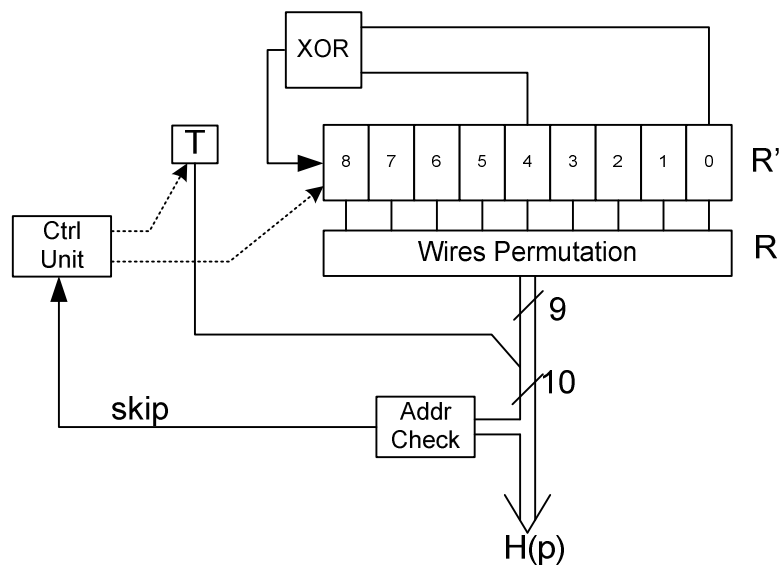 XOR
T
8 7 6 5 4 3 2 1 0
R'
Ctrl
Unit
Wires Permutation
R
9
10
skip
Addr
Check
H(p)